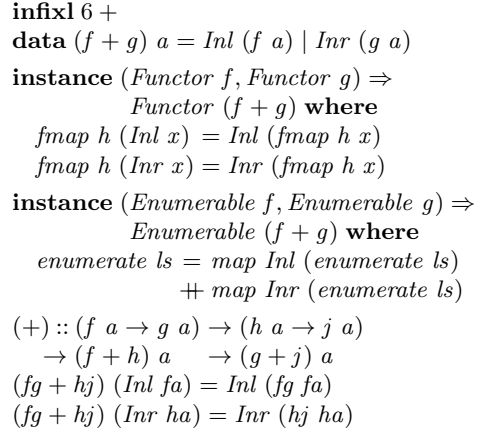 infixl 6 +
data (f + g) a = Inl (f a) | Inr (g a)
instance (Functor f, Functor g) ⇒
Functor (f + g) where
fmap h (Inl x) = Inl (fmap h x)
fmap h (Inr x) = Inr (fmap h x)
instance (Enumerable f, Enumerable g) ⇒
Enumerable (f + g) where
enumerate ls = map Inl (enumerate ls)
⧺ map Inr (enumerate ls)
(+) :: (f a → g a) → (h a → j a)
→ (f + h) a → (g + j) a
(fg + hj) (Inl fa) = Inl (fg fa)
(fg + hj) (Inr ha) = Inr (hj ha)